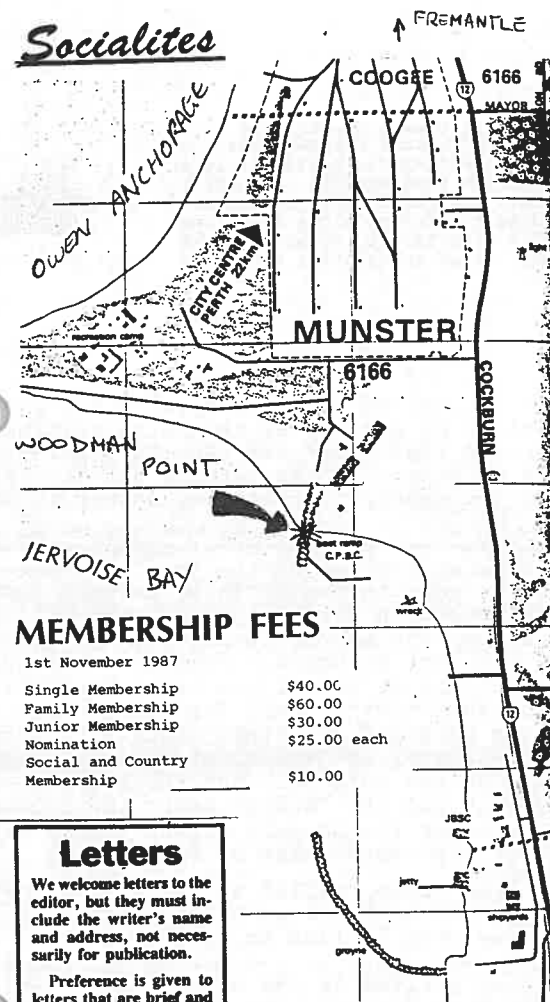 Socialites
↑ FREMANTLE
COOGEE
6166
12
MAYOR
OWEN ANCHORAGE
CITY CENTRE
PERTH 22km
MUNSTER
6166
recreation camp
COCKBURN
WOODMAN
POINT
boat ramp
C.P.B.C.
JERVOISE BAY
wreck
MEMBERSHIP FEES
1st November 1987
Single Membership $40.00
Family Membership $60.00
Junior Membership $30.00
Nomination $25.00 each
Social and Country
Membership $10.00
12
JBSC
jetty
shipyards
groyne
Letters
We welcome letters to the
editor, but they must in-
clude the writer's name
and address, not neces-
sarily for publication.
Preference is given to
letters that are brief and